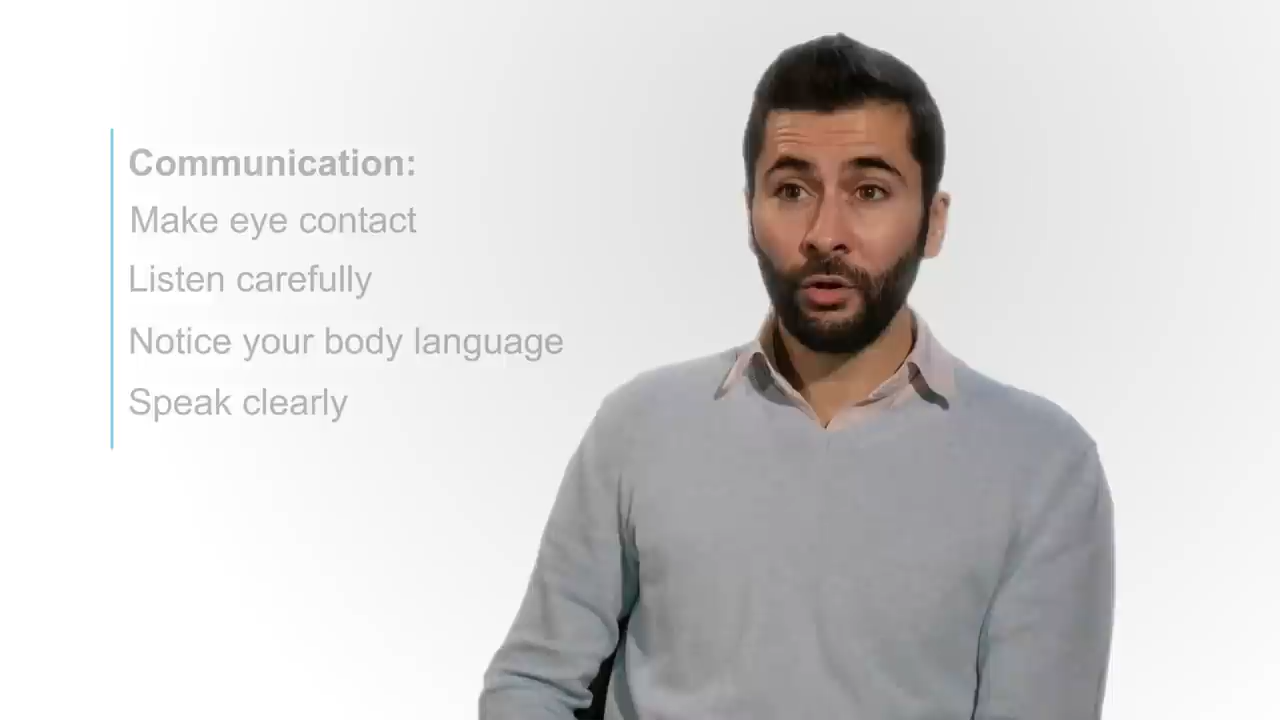 Communication:
Make eye contact
Listen carefully
Notice your body language
Speak clearly